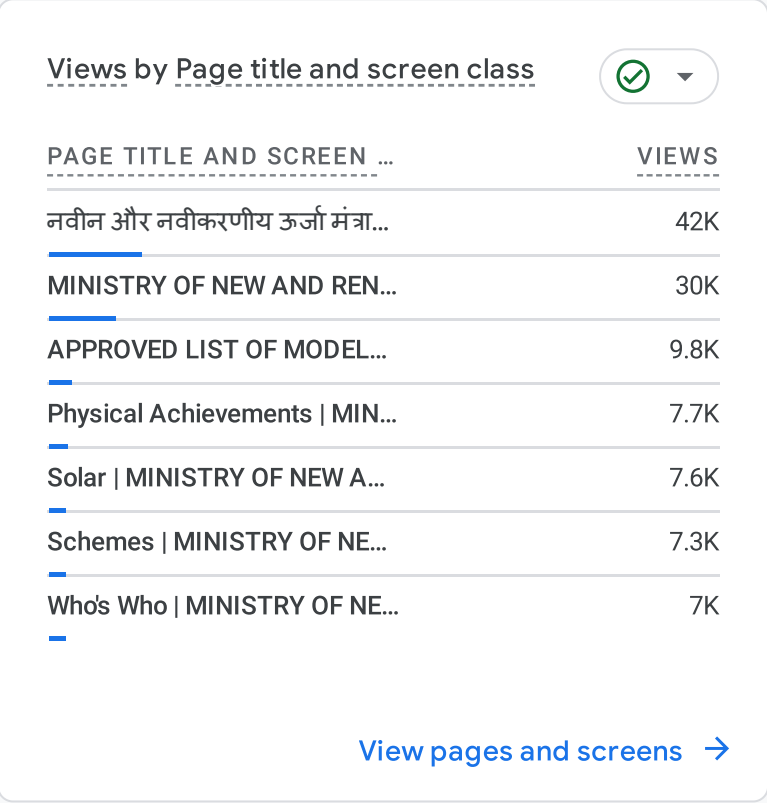 Views by Page title and screen class
PAGE TITLE AND SCREEN … VIEWS
नवीन और नवीकरणीय ऊर्जा मंत्रा... 42K
MINISTRY OF NEW AND REN… 30K
APPROVED LIST OF MODEL… 9.8K
Physical Achievements | MIN… 7.7K
Solar | MINISTRY OF NEW A… 7.6K
Schemes | MINISTRY OF NE… 7.3K
Who's Who | MINISTRY OF NE… 7K
View pages and screens